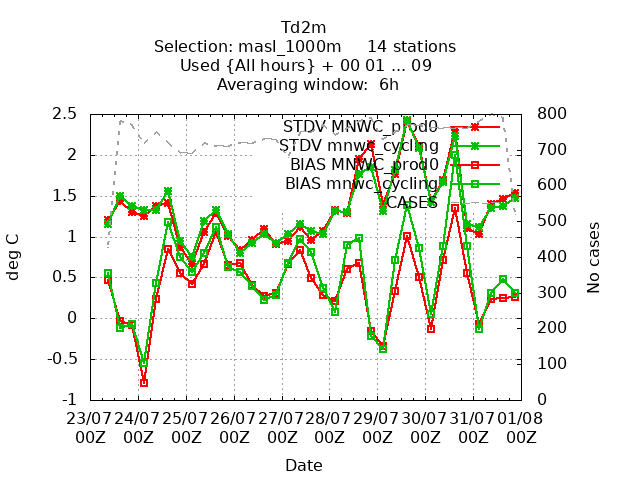 Td2m
Selection: masl_1000m 14 stations
Used {All hours} + 00 01 ... 09
Averaging window: 6h
2.5
2
1.5
1
0.5
0
-0.5
-1
deg C
STDV MNWC_prod0
STDV mnwc_cycling
BIAS MNWC_prod0
BIAS mnwc_cycling
CASES
800
700
600
500
400
300
200
100
0
No cases
23/07 24/07 25/07 26/07 27/07 28/07 29/07 30/07 31/07 01/08
00Z 00Z 00Z 00Z 00Z 00Z 00Z 00Z 00Z 00Z
Date